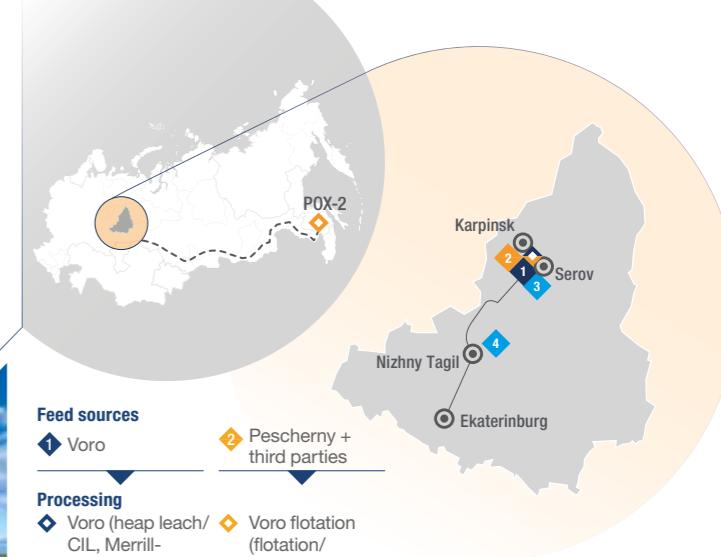 POX-2
Karpinsk
2
Serov
1
3
4
Nizhny Tagil
Ekaterinburg
Feed sources
1 Voro
2 Pescherny +
third parties
Processing
Voro (heap leach/
CIL, Merrill-
Voro flotation
(flotation/